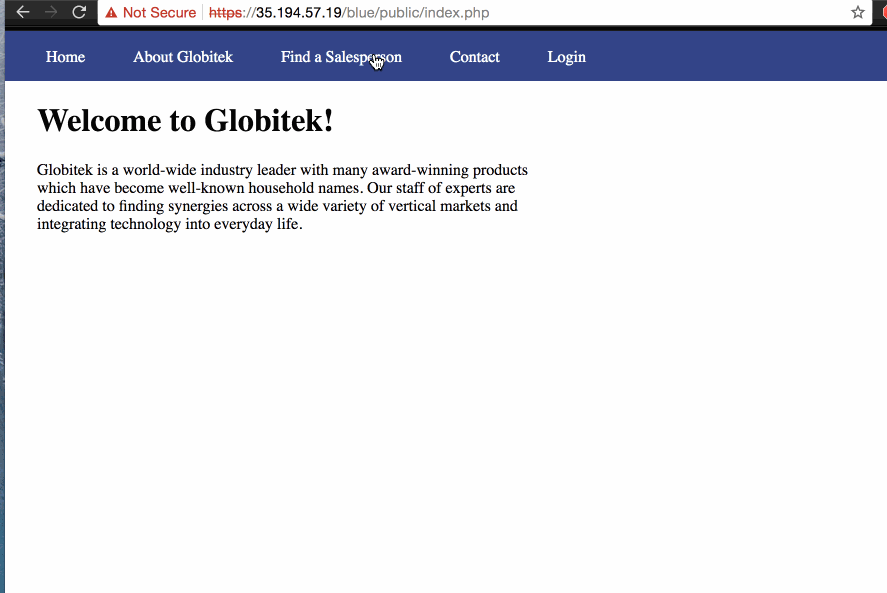 Not Secure https://35.194.57.19/blue/public/index.php
Home About Globitek Find a Salesperson Contact Login
Welcome to Globitek!
Globitek is a world-wide industry leader with many award-winning products
which have become well-known household names. Our staff of experts are
dedicated to finding synergies across a wide variety of vertical markets and
integrating technology into everyday life.